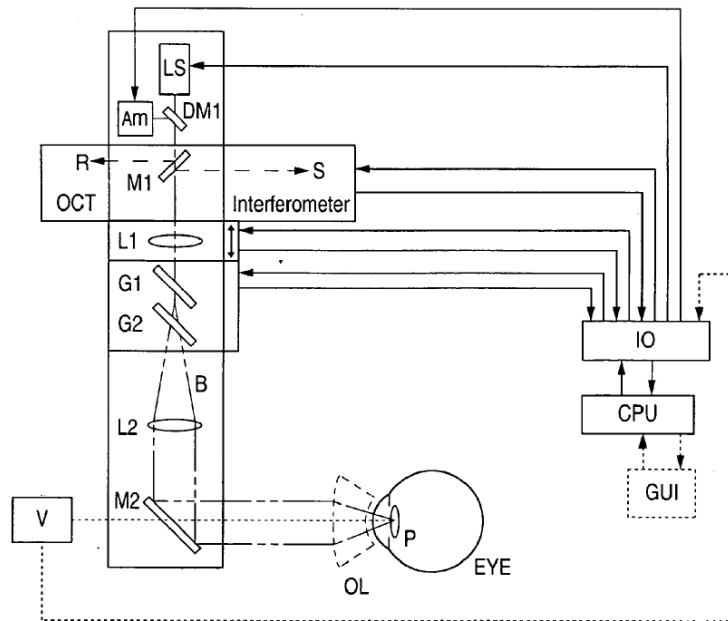 LS
DM1
Am
R
M1
S
OCT
Interferometer
L1
G1
G2
IO
B
CPU
L2
GUI
M2
V
P
OL
EYE